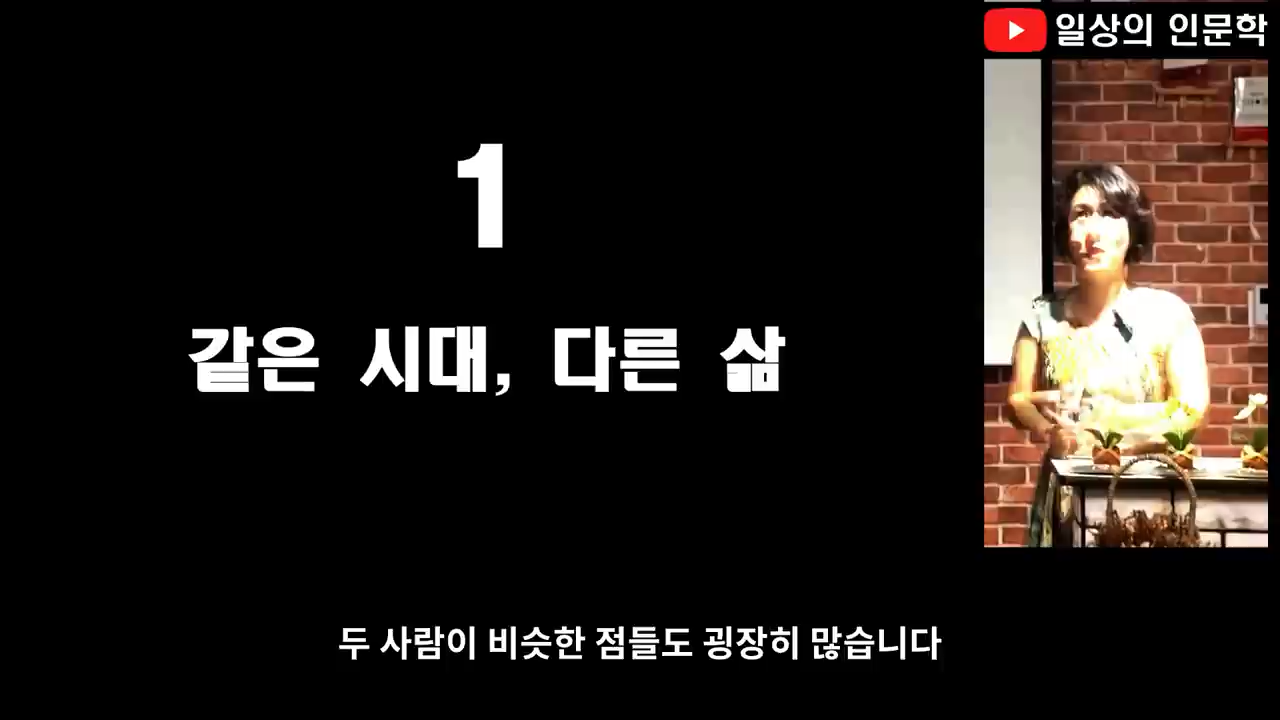 일상의 인문학
1
같은 시대, 다른 삶
두 사람이 비슷한 점들도 굉장히 많습니다